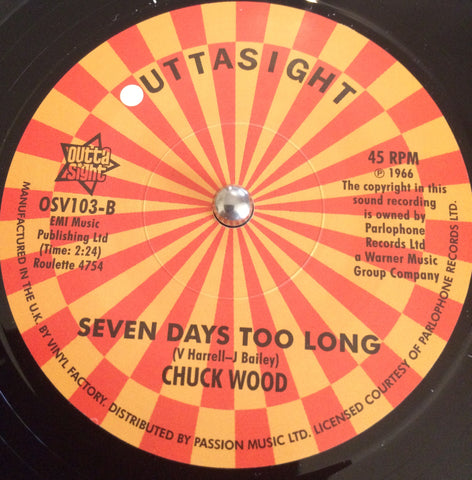 OUTTASIGHT
outta
sight
OSV103-B
EMI Music
Publishing Ltd
(Time: 2:24)
Roulette 4754
45 RPM
℗ 1966
The copyright in this
sound recording
is owned by
Parlophone
Records Ltd
a Warner Music
Group Company
SEVEN DAYS TOO LONG
(V Harrell–J Bailey)
CHUCK WOOD
MANUFACTURED IN THE U.K. BY VINYL FACTORY. DISTRIBUTED BY PASSION MUSIC LTD. LICENSED COURTESY OF PARLOPHONE RECORDS LTD